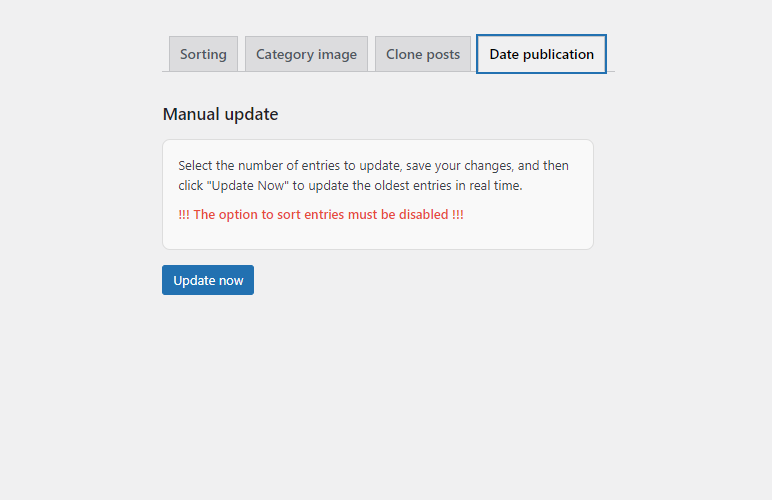 Sorting Category image Clone posts Date publication
Manual update
Select the number of entries to update, save your changes, and then
click "Update Now" to update the oldest entries in real time.
!!! The option to sort entries must be disabled !!!
Update now